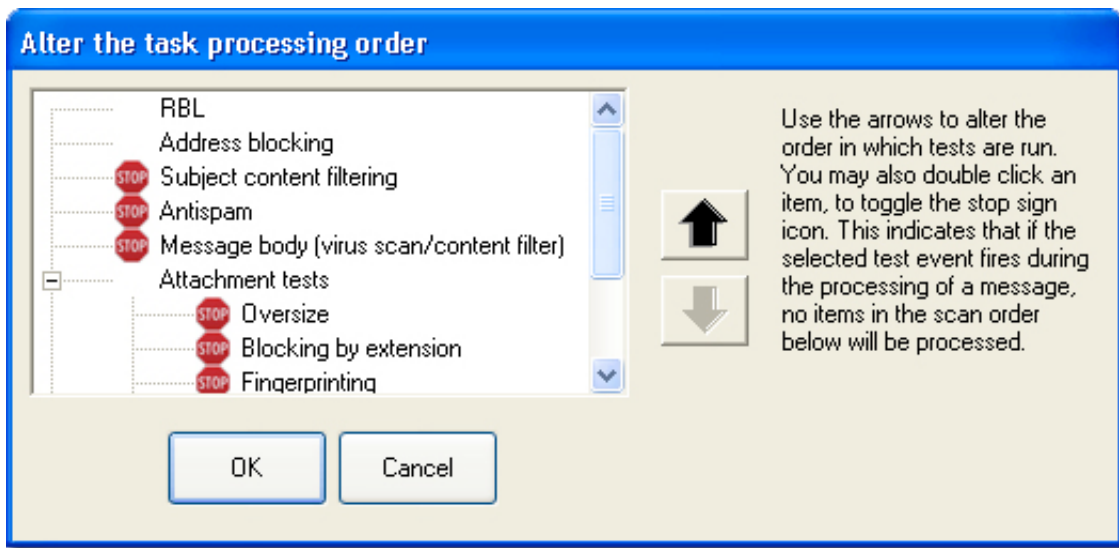 Alter the task processing order
RBL
Address blocking
STOP Subject content filtering
STOP Antispam
STOP Message body (virus scan/content filter)
Attachment tests
STOP Oversize
STOP Blocking by extension
STOP Fingerprinting
Use the arrows to alter the
order in which tests are run.
You may also double click an
item, to toggle the stop sign
icon. This indicates that if the
selected test event fires during
the processing of a message,
no items in the scan order
below will be processed.
OK
Cancel